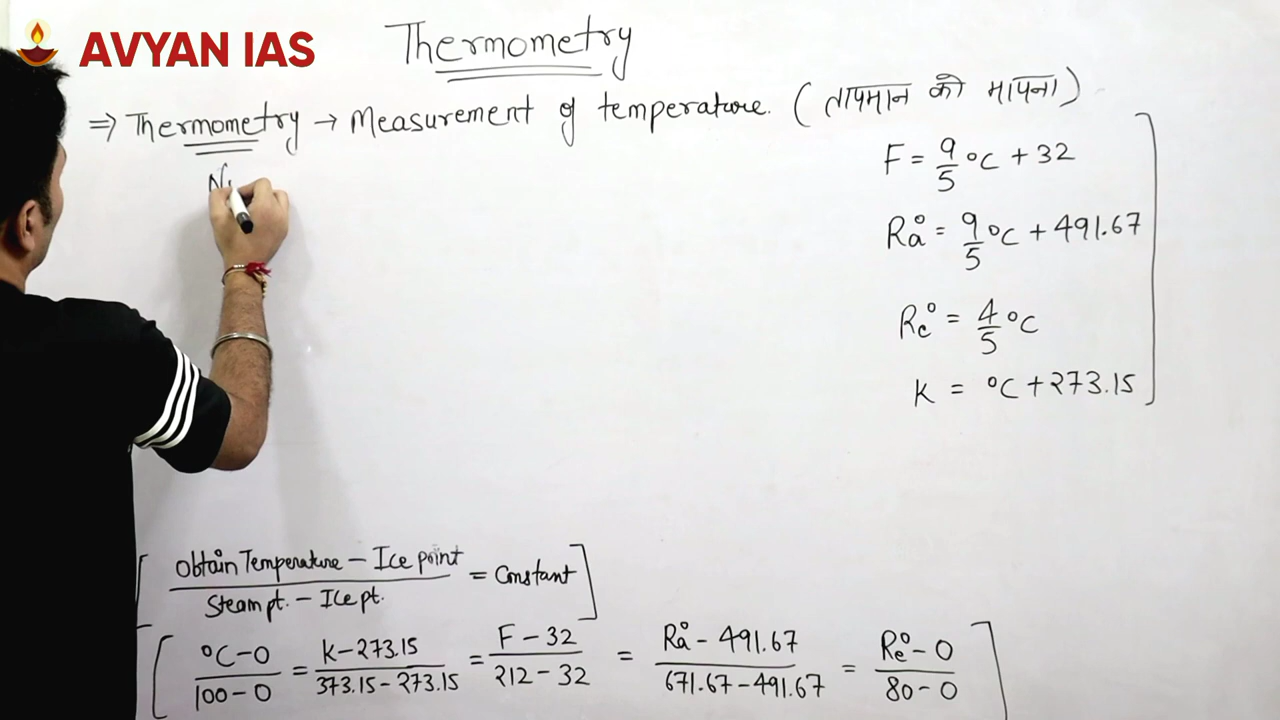 AVYAN IAS
Thermometry
⇒ Thermometry → Measurement of temperature. (तापमान को मापना)
F = 9/5 °C + 32
Ra° = 9/5 °C + 491.67
Re° = 4/5 °C
K = °C + 273.15
[ Obtain Temperature − Ice point / Steam pt. − Ice pt. = Constant ]
[ °C − 0 / 100 − 0 = K − 273.15 / 373.15 − 273.15 = F − 32 / 212 − 32 = Ra° − 491.67 / 671.67 − 491.67 = Re° − 0 / 80 − 0 ]